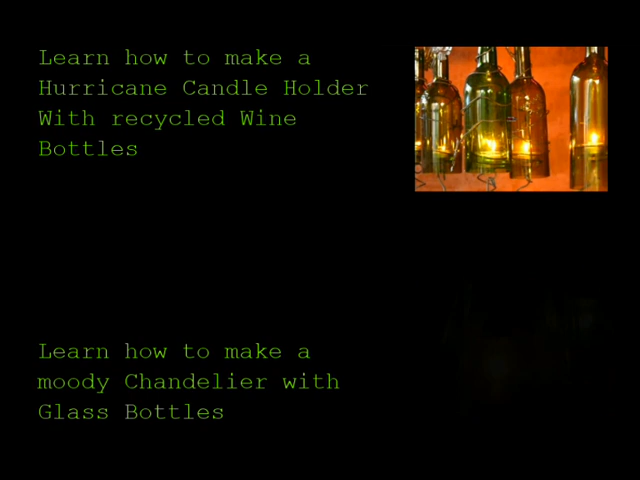 Learn how to make a
Hurricane Candle Holder
With recycled Wine
Bottles
Learn how to make a
moody Chandelier with
Glass Bottles